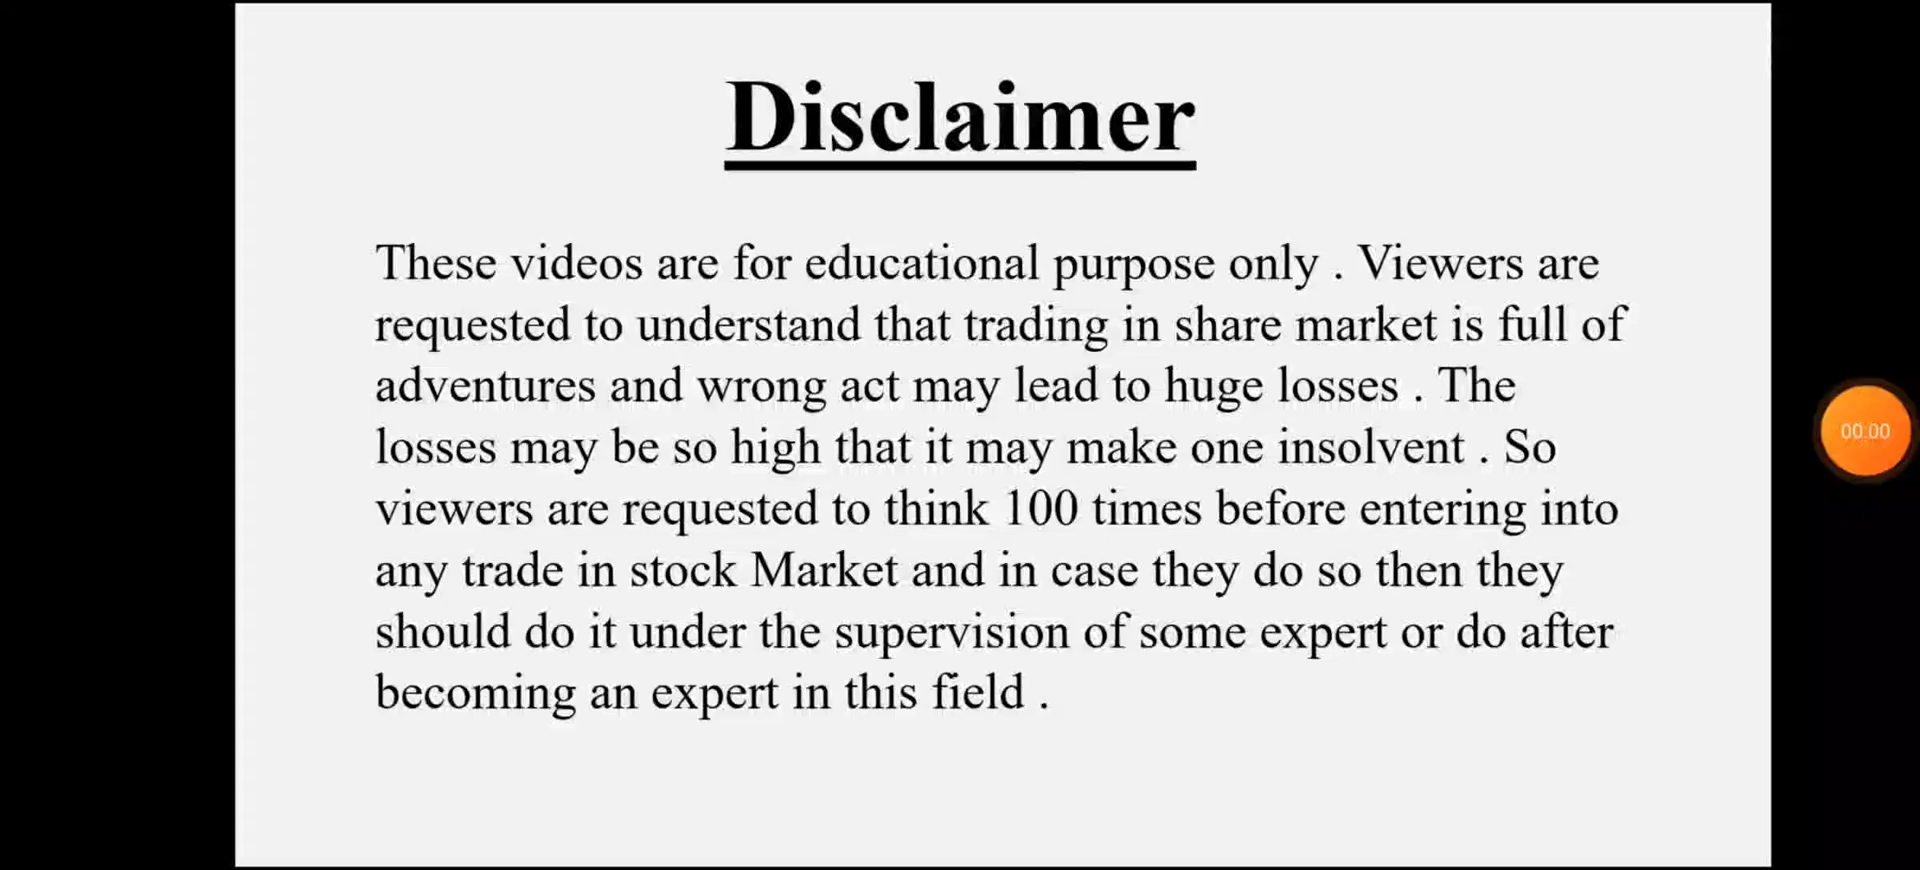 Disclaimer
These videos are for educational purpose only . Viewers are
requested to understand that trading in share market is full of
adventures and wrong act may lead to huge losses . The
losses may be so high that it may make one insolvent . So
viewers are requested to think 100 times before entering into
any trade in stock Market and in case they do so then they
should do it under the supervision of some expert or do after
becoming an expert in this field .
00.00